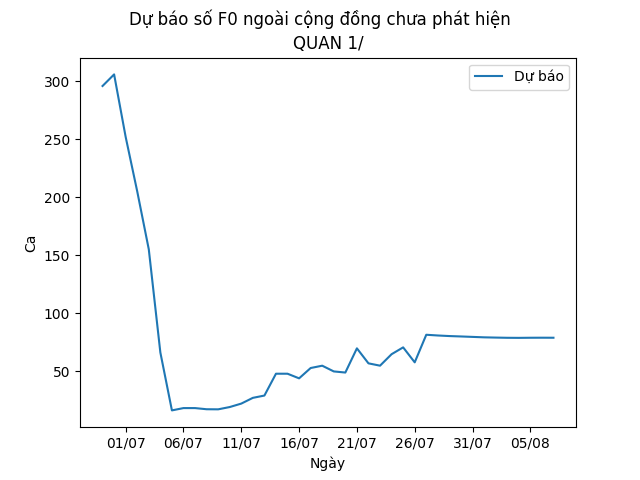 Dự báo số F0 ngoài cộng đồng chưa phát hiện
QUAN 1/
Dự báo
300
250
200
150
100
50
Ca
01/07 06/07 11/07 16/07 21/07 26/07 31/07 05/08
Ngày